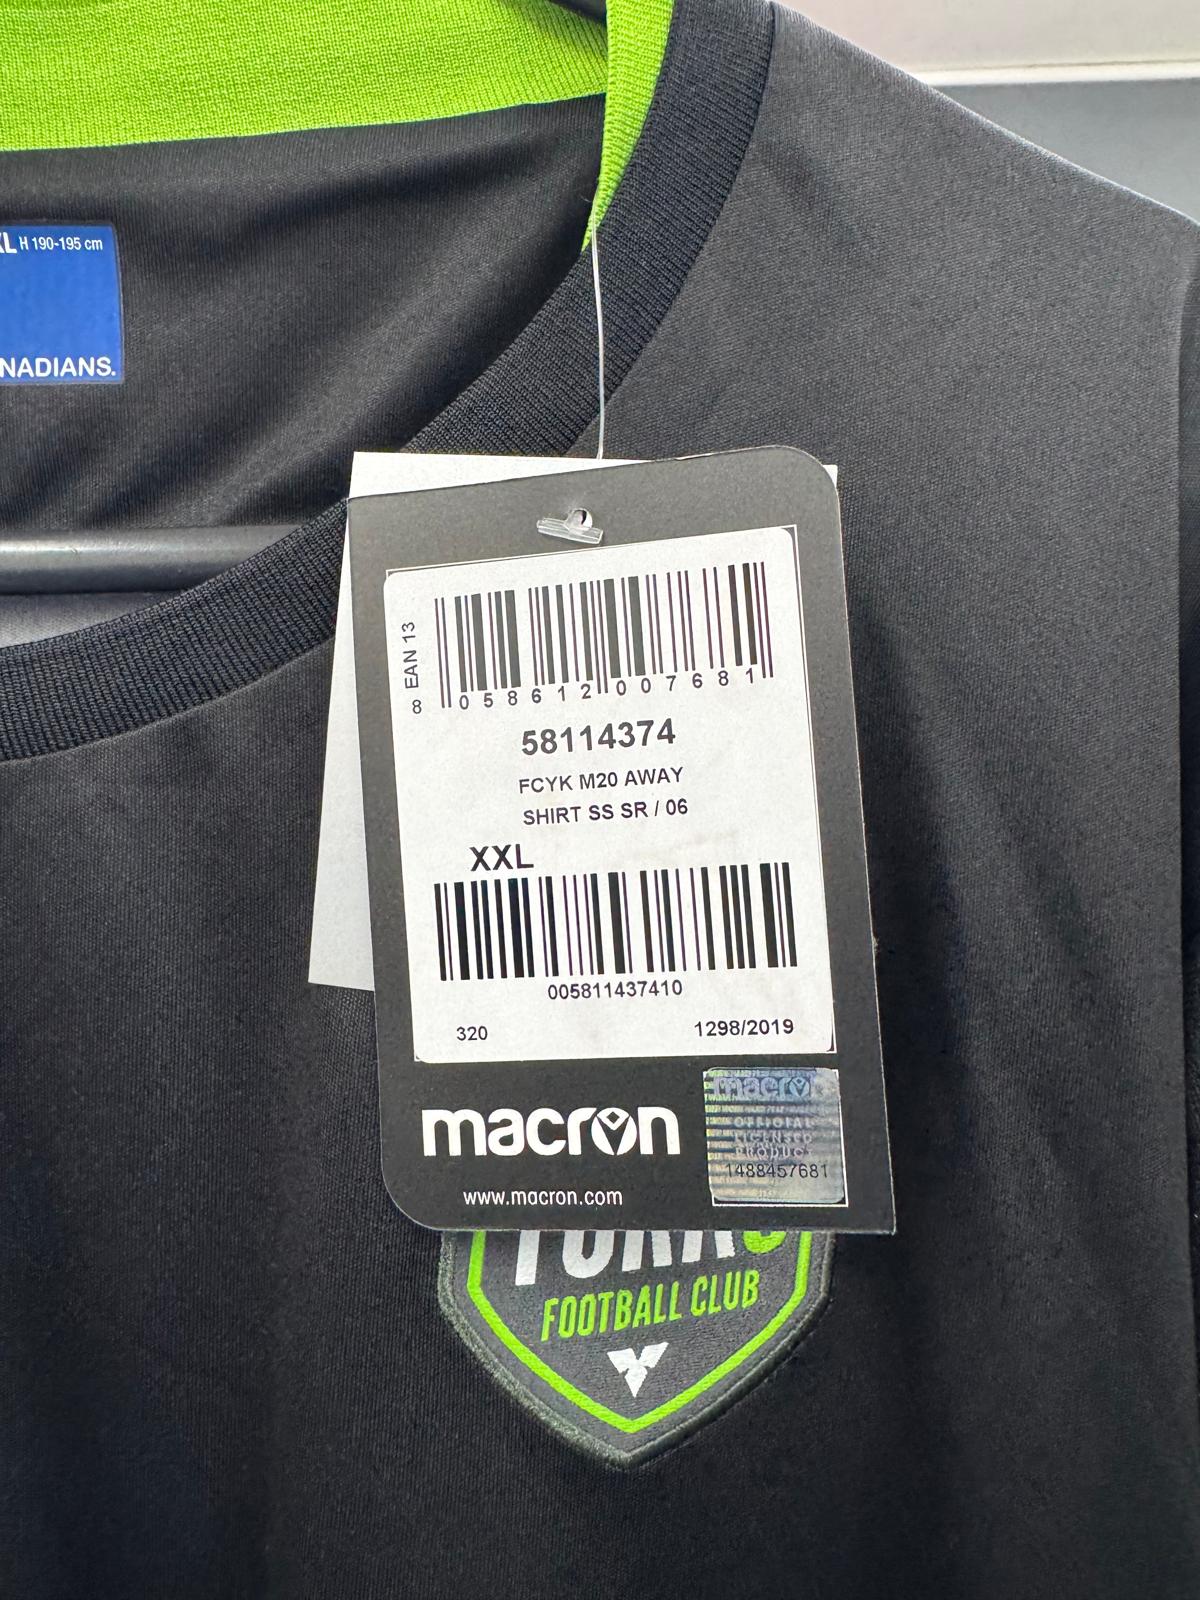 XL H 190-195 cm
NADIANS.
EAN 13
8 058612 007681
58114374
FCYK M20 AWAY
SHIRT SS SR / 06
XXL
005811437410
320 1298/2019
macron
www.macron.com
macron
OFFICIAL
LICENSED
PRODUCT
1488457681
FOOTBALL CLUB